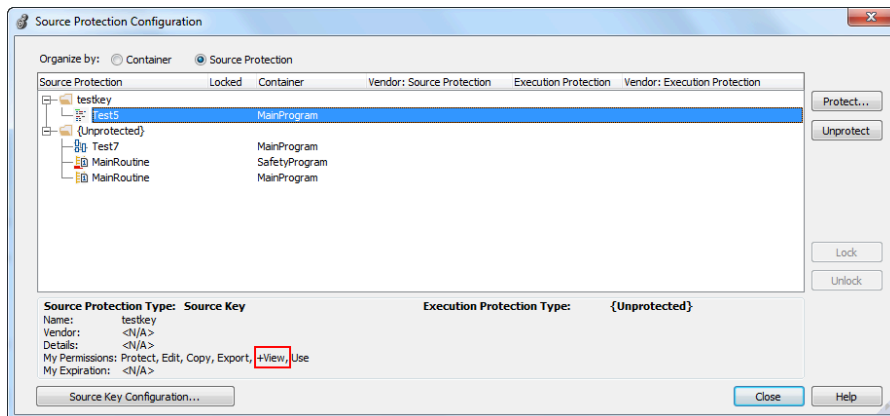 Source Protection Configuration
X
Organize by: Container Source Protection
Source Protection Locked Container Vendor: Source Protection Execution Protection Vendor: Execution Protection
testkey
Test5 MainProgram
{Unprotected}
Test7 MainProgram
MainRoutine SafetyProgram
MainRoutine MainProgram
Protect...
Unprotect
Lock
Unlock
Source Protection Type: Source Key Execution Protection Type: {Unprotected}
Name: testkey
Vendor: <N/A>
Details: <N/A>
My Permissions: Protect, Edit, Copy, Export, +View, Use
My Expiration: <N/A>
Source Key Configuration... Close Help